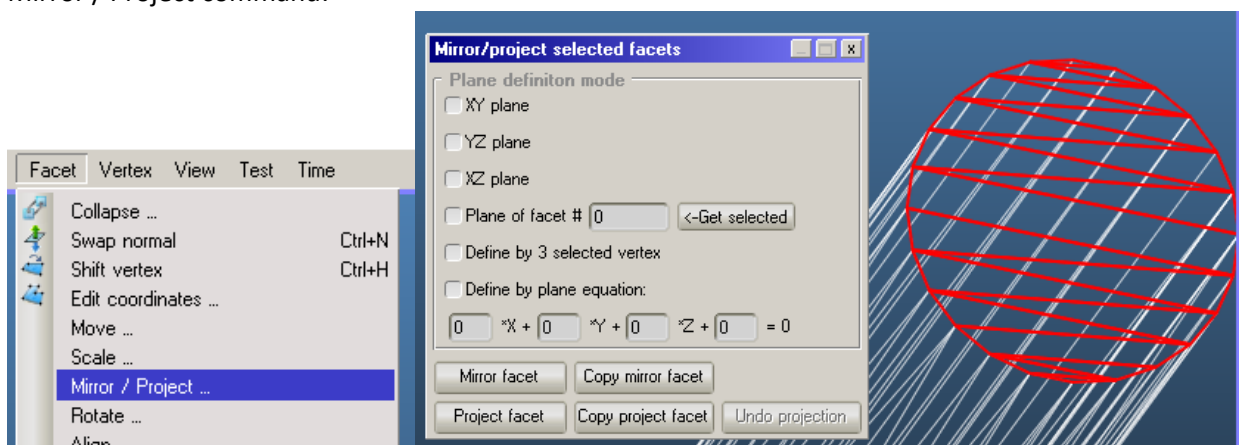 Mirror / Project command:
Facet Vertex View Test Time
Collapse ...
Swap normal Ctrl+N
Shift vertex Ctrl+H
Edit coordinates ...
Move ...
Scale ...
Mirror / Project ...
Rotate ...
Align
Mirror/project selected facets
Plane definiton mode
XY plane
YZ plane
XZ plane
Plane of facet # 0 <-Get selected
Define by 3 selected vertex
Define by plane equation:
0 *X + 0 *Y + 0 *Z + 0 = 0
Mirror facet Copy mirror facet
Project facet Copy project facet Undo projection